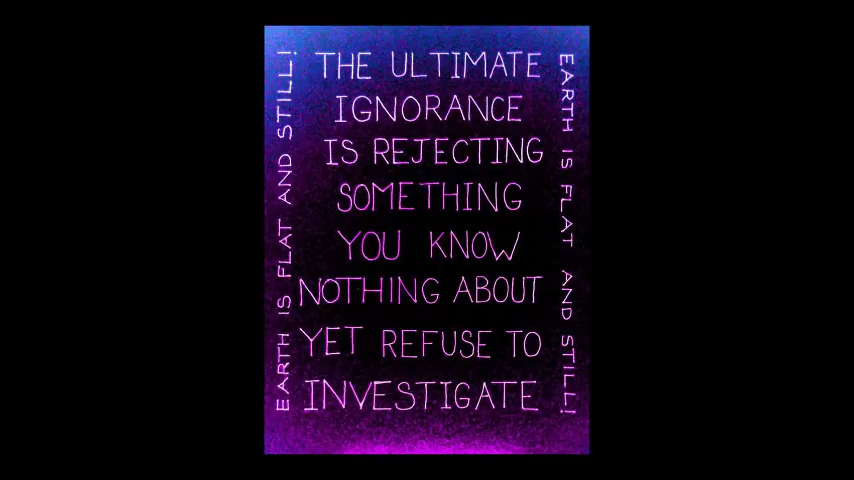 THE ULTIMATE
IGNORANCE
IS REJECTING
SOMETHING
YOU KNOW
NOTHING ABOUT
YET REFUSE TO
INVESTIGATE
EARTH IS FLAT AND STILL!
EARTH IS FLAT AND STILL!